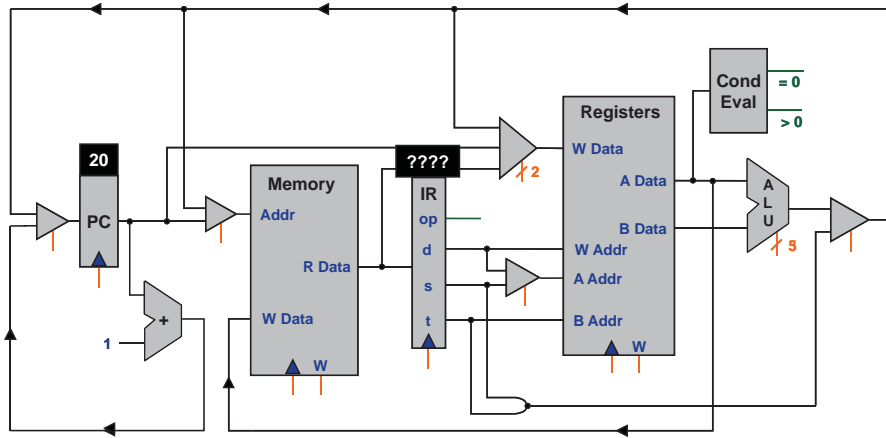 Cond
Eval
= 0
> 0
Registers
W Data
A Data
B Data
W Addr
A Addr
B Addr
W
A
L
U
5
2
20
PC
+
1
Memory
Addr
R Data
W Data
W
????
IR
op
d
s
t